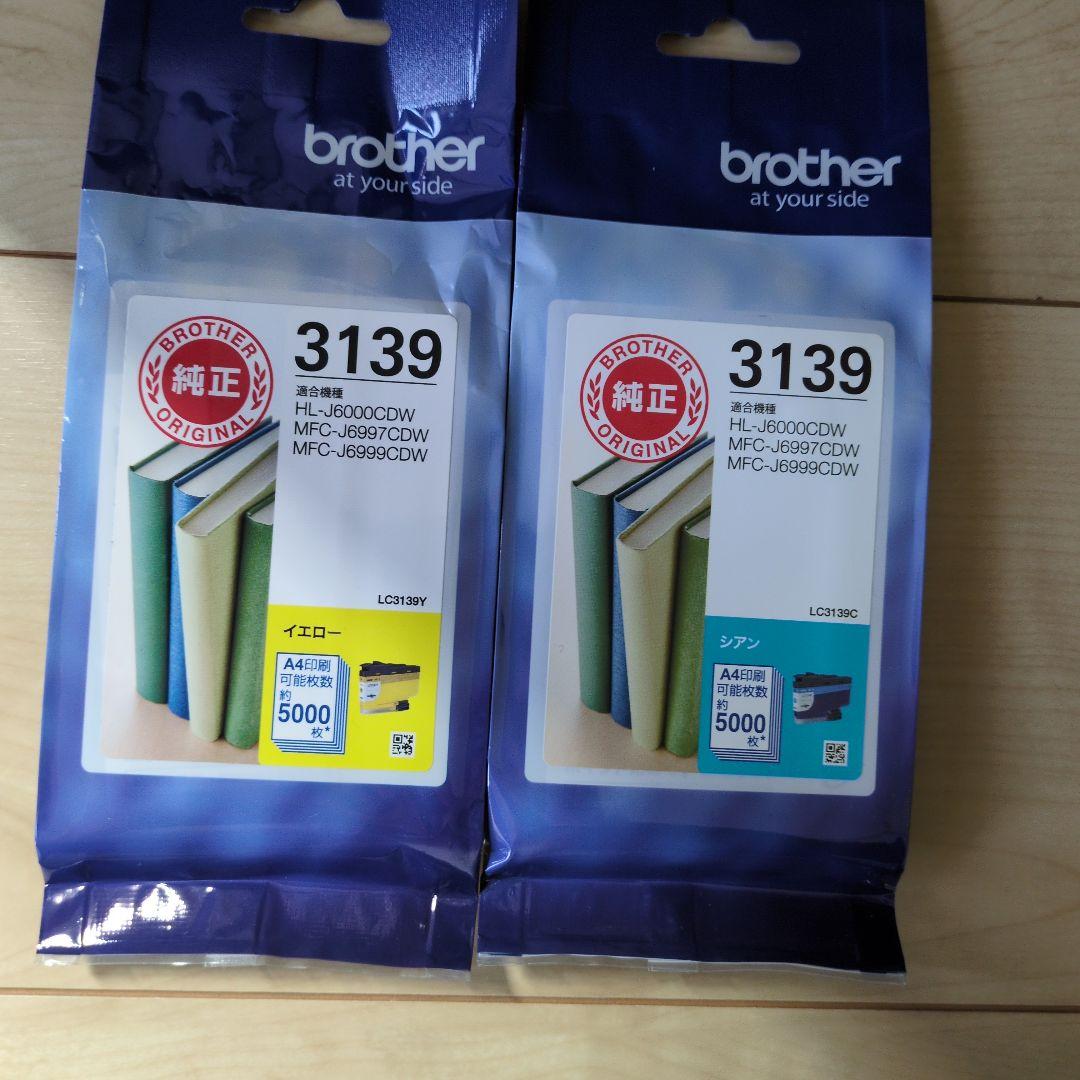 brother
at your side
BROTHER
純正
ORIGINAL
3139
適合機種
HL-J6000CDW
MFC-J6997CDW
MFC-J6999CDW
LC3139Y
イエロー
A4印刷
可能枚数
約
5000
枚*
brother
at your side
BROTHER
純正
ORIGINAL
3139
適合機種
HL-J6000CDW
MFC-J6997CDW
MFC-J6999CDW
LC3139C
シアン
A4印刷
可能枚数
約
5000
枚*